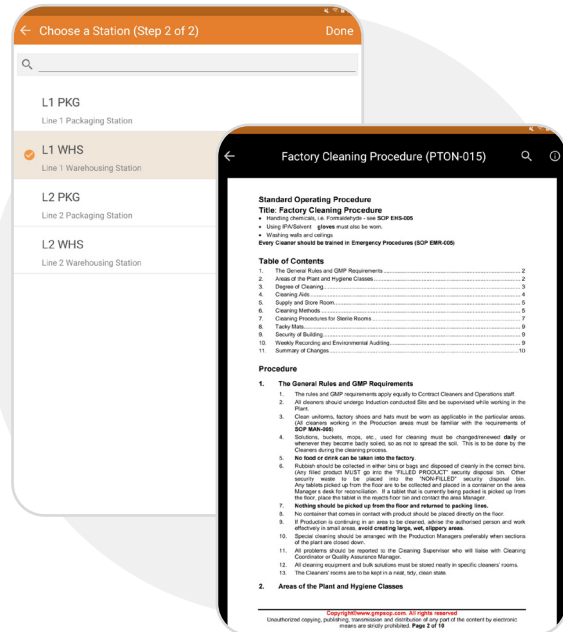 Choose a Station (Step 2 of 2)
Done
L1 PKG
Line 1 Packaging Station
L1 WHS
Line 1 Warehousing Station
L2 PKG
Line 2 Packaging Station
L2 WHS
Line 2 Warehousing Station
Factory Cleaning Procedure (PTON-015)
Standard Operating Procedure
Title: Factory Cleaning Procedure
• Handling chemicals, i.e. Formaldehyde - see SOP EHS-005
• Using IPA/Solvent gloves must also be worn.
• Washing walls and ceilings
Every Cleaner should be trained in Emergency Procedures (SOP EMR-005)
Table of Contents
1. The General Rules and GMP Requirements 2
2. Areas of the Plant and Hygiene Classes 2
3. Degree of Cleaning 3
4. Cleaning Aids 4
5. Supply and Store Room 5
6. Cleaning Methods 5
7. Cleaning Procedures for Sterile Rooms 7
8. Tacky Mats 9
9. Security of Building 9
10. Weekly Recording and Environmental Auditing 9
11. Summary of Changes 10
Procedure
1. The General Rules and GMP Requirements
1. The rules and GMP requirements apply equally to Contract Cleaners and Operations staff
2. All cleaners should undergo Induction conducted Site and be supervised while working in the
Plant.
3. Clean uniforms, factory shoes and hats must be worn as applicable in the particular areas.
(All cleaners working in the Production areas must be familiar with the requirements of
SOP MAN-085)
4. Solutions, buckets, mops, etc., used for cleaning must be changed/renewed daily or
whenever they become badly soiled, so as not to spread the soil. This is to be done by the
Cleaners during the cleaning process.
5. No food or drink can be taken into the factory.
6. Rubbish should be collected in either bins or bags and disposed of cleanly in the correct bins.
(Any filled product MUST go into the "FILLED PRODUCT" security disposal bin. Other
security waste to be placed into the "NON-FILLED" security disposal bin.
Any tablets picked up from the floor are to be collected and placed in a container on the area
Manager's desk for reconciliation. If a tablet that is currently being packed is picked up from
the floor, place the tablet in the rejects floor bin and contact the area Manager.
7. Nothing should be picked up from the floor and returned to packing lines.
8. No container that comes in contact with product should be placed directly on the floor.
9. If Production is continuing in an area to be cleaned, advise the authorised person and work
effectively in small areas, avoid creating large, wet, slippery areas.
10. Special cleaning should be arranged with the Production Managers preferably when sections
of the plant are closed down.
11. All problems should be reported to the Cleaning Supervisor who will liaise with Cleaning
Coordinator or Quality Assurance Manager.
12. All cleaning equipment and bulk solutions must be stored neatly in specific cleaners' rooms.
13. The Cleaners' rooms are to be kept in a neat, tidy, clean state.
2. Areas of the Plant and Hygiene Classes
Copyright©www.gmpsop.com. All rights reserved
Unauthorized copying, publishing, transmission and distribution of any part of the content by electronic
means are strictly prohibited. Page 2 of 10